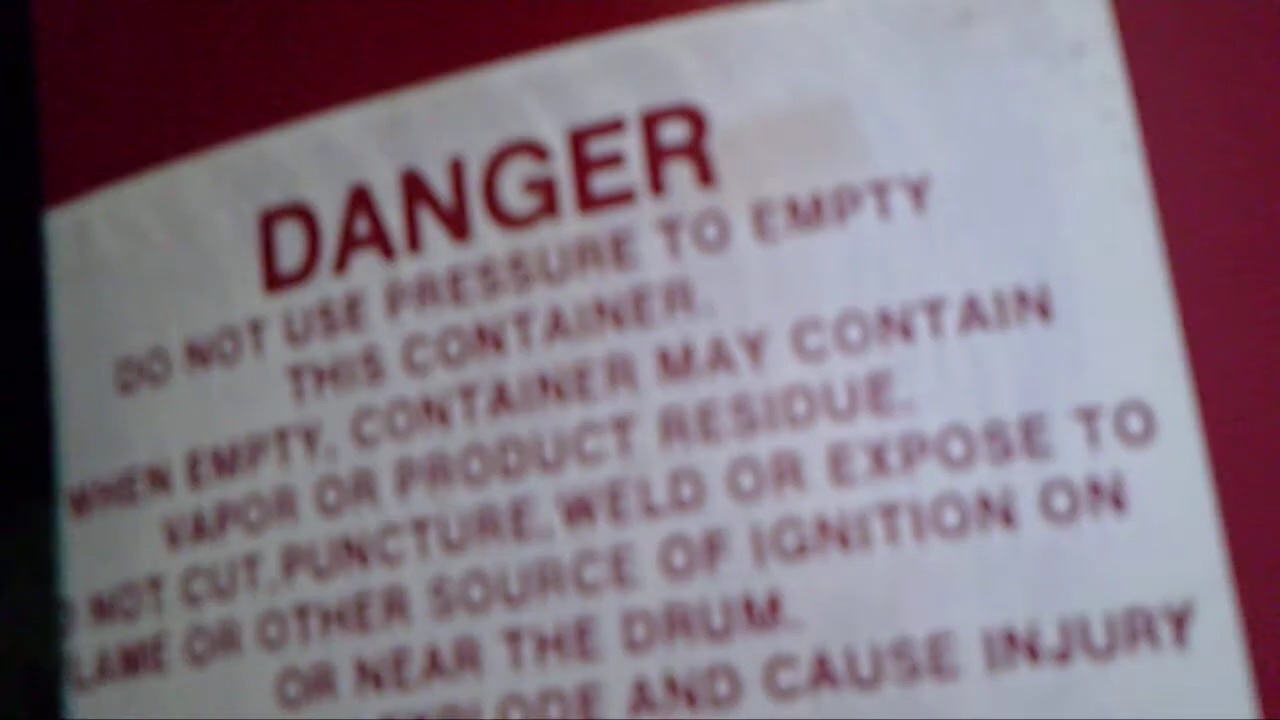 DANGER
DO NOT USE PRESSURE TO EMPTY
THIS CONTAINER.
WHEN EMPTY, CONTAINER MAY CONTAIN
VAPOR OR PRODUCT RESIDUE.
NOT CUT, PUNCTURE, WELD OR EXPOSE TO
LAME OR OTHER SOURCE OF IGNITION ON
OR NEAR THE DRUM.
EXPLODE AND CAUSE INJURY